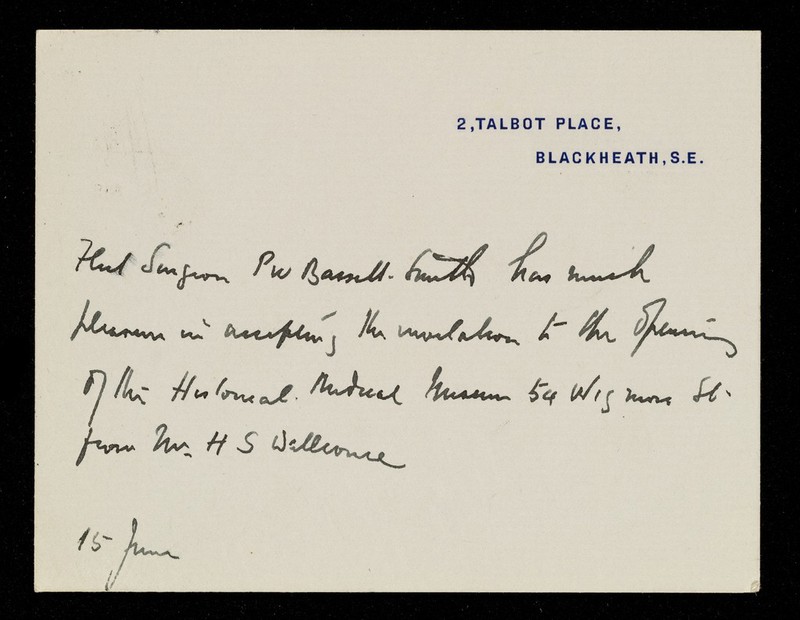 2, TALBOT PLACE,
BLACKHEATH, S.E.
Fleet Surgeon PW Bassett-Smith has much
pleasure in accepting the invitation to the Opening
of the Historical Medical Museum 54 Wigmore St.
from Mr. H S Wellcome
15 June